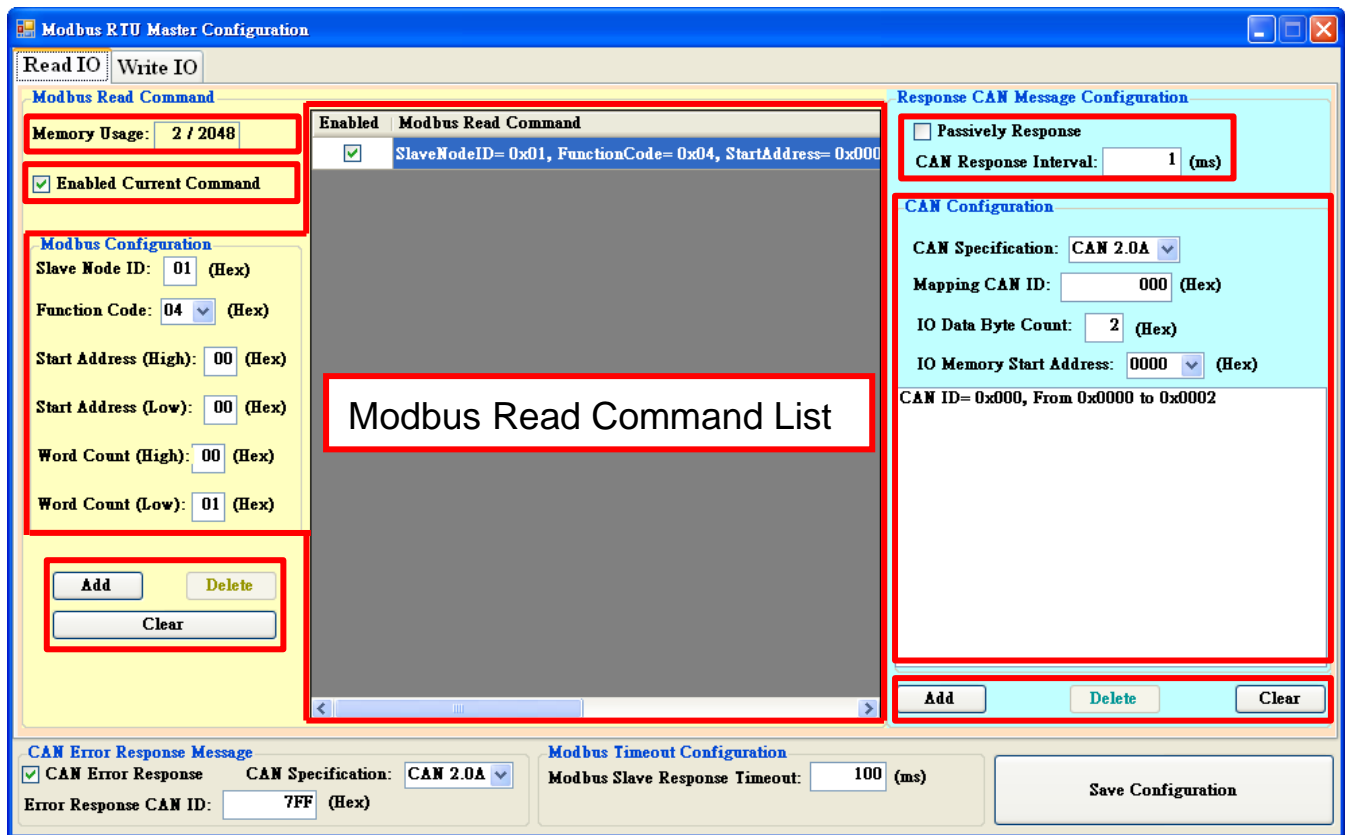 Modbus RTU Master Configuration
Read IO Write IO
Modbus Read Command
Memory Usage: 2 / 2048
Enabled Current Command
Modbus Configuration
Slave Node ID: 01 (Hex)
Function Code: 04 (Hex)
Start Address (High): 00 (Hex)
Start Address (Low): 00 (Hex)
Word Count (High): 00 (Hex)
Word Count (Low): 01 (Hex)
Add Delete
Clear
Enabled Modbus Read Command
SlaveNodeID= 0x01, FunctionCode= 0x04, StartAddress= 0x000
Modbus Read Command List
Response CAN Message Configuration
Passively Response
CAN Response Interval: 1 (ms)
CAN Configuration
CAN Specification: CAN 2.0A
Mapping CAN ID: 000 (Hex)
IO Data Byte Count: 2 (Hex)
IO Memory Start Address: 0000 (Hex)
CAN ID= 0x000, From 0x0000 to 0x0002
Add Delete Clear
CAN Error Response Message
CAN Error Response CAN Specification: CAN 2.0A
Error Response CAN ID: 7FF (Hex)
Modbus Timeout Configuration
Modbus Slave Response Timeout: 100 (ms)
Save Configuration